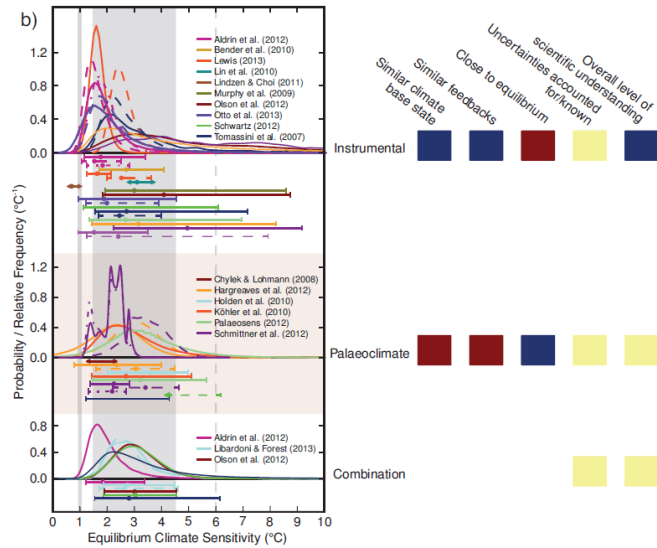 b)
1.2
0.8
0.4
0.0
Aldrin et al. (2012)
Bender et al. (2010)
Lewis (2013)
Lin et al. (2010)
Lindzen & Choi (2011)
Murphy et al. (2009)
Olson et al. (2012)
Otto et al. (2013)
Schwartz (2012)
Tomassini et al. (2007)
Similar climate
base state
Similar feedbacks
Close to equilibrium
Uncertainties accounted
for/known
Overall level of
scientific understanding
Instrumental
Probability / Relative Frequency (°C⁻¹)
1.2
0.8
0.4
0.0
Chylek & Lohmann (2008)
Hargreaves et al. (2012)
Holden et al. (2010)
Köhler et al. (2010)
Palaeosens (2012)
Schmittner et al. (2012)
Palaeoclimate
0.8
0.4
0.0
Aldrin et al. (2012)
Libardoni & Forest (2013)
Olson et al. (2012)
Combination
0 1 2 3 4 5 6 7 8 9 10
Equilibrium Climate Sensitivity (°C)